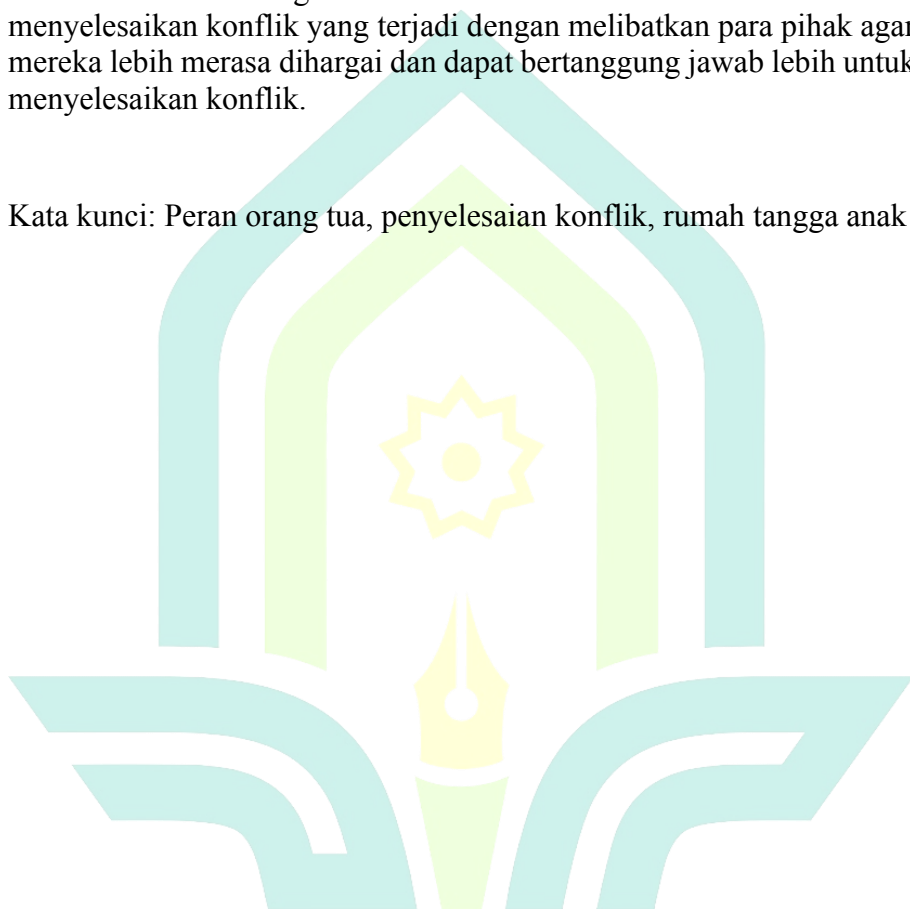 menyelesaikan konflik yang terjadi dengan melibatkan para pihak agar
mereka lebih merasa dihargai dan dapat bertanggung jawab lebih untuk
menyelesaikan konflik.
Kata kunci: Peran orang tua, penyelesaian konflik, rumah tangga anak